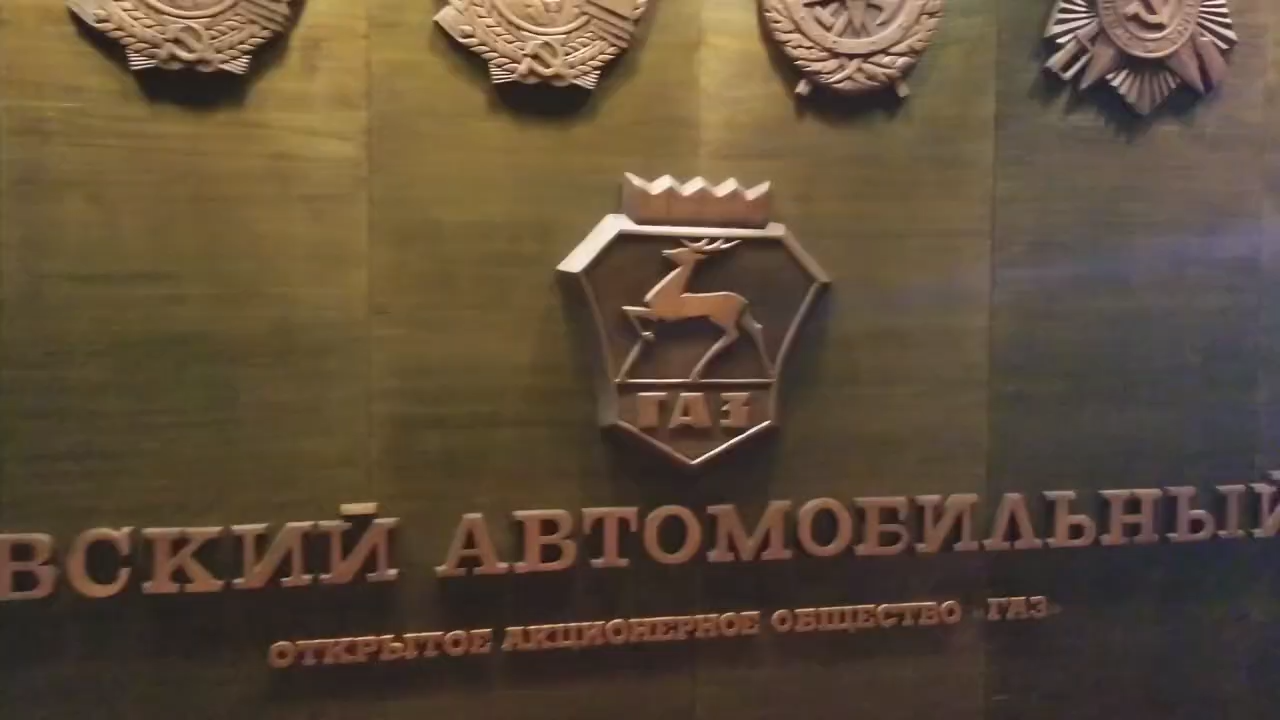 ГАЗ
ВСКИЙ АВТОМОБИЛЬНЫЙ
ОТКРЫТОЕ АКЦИОНЕРНОЕ ОБЩЕСТВО «ГАЗ»